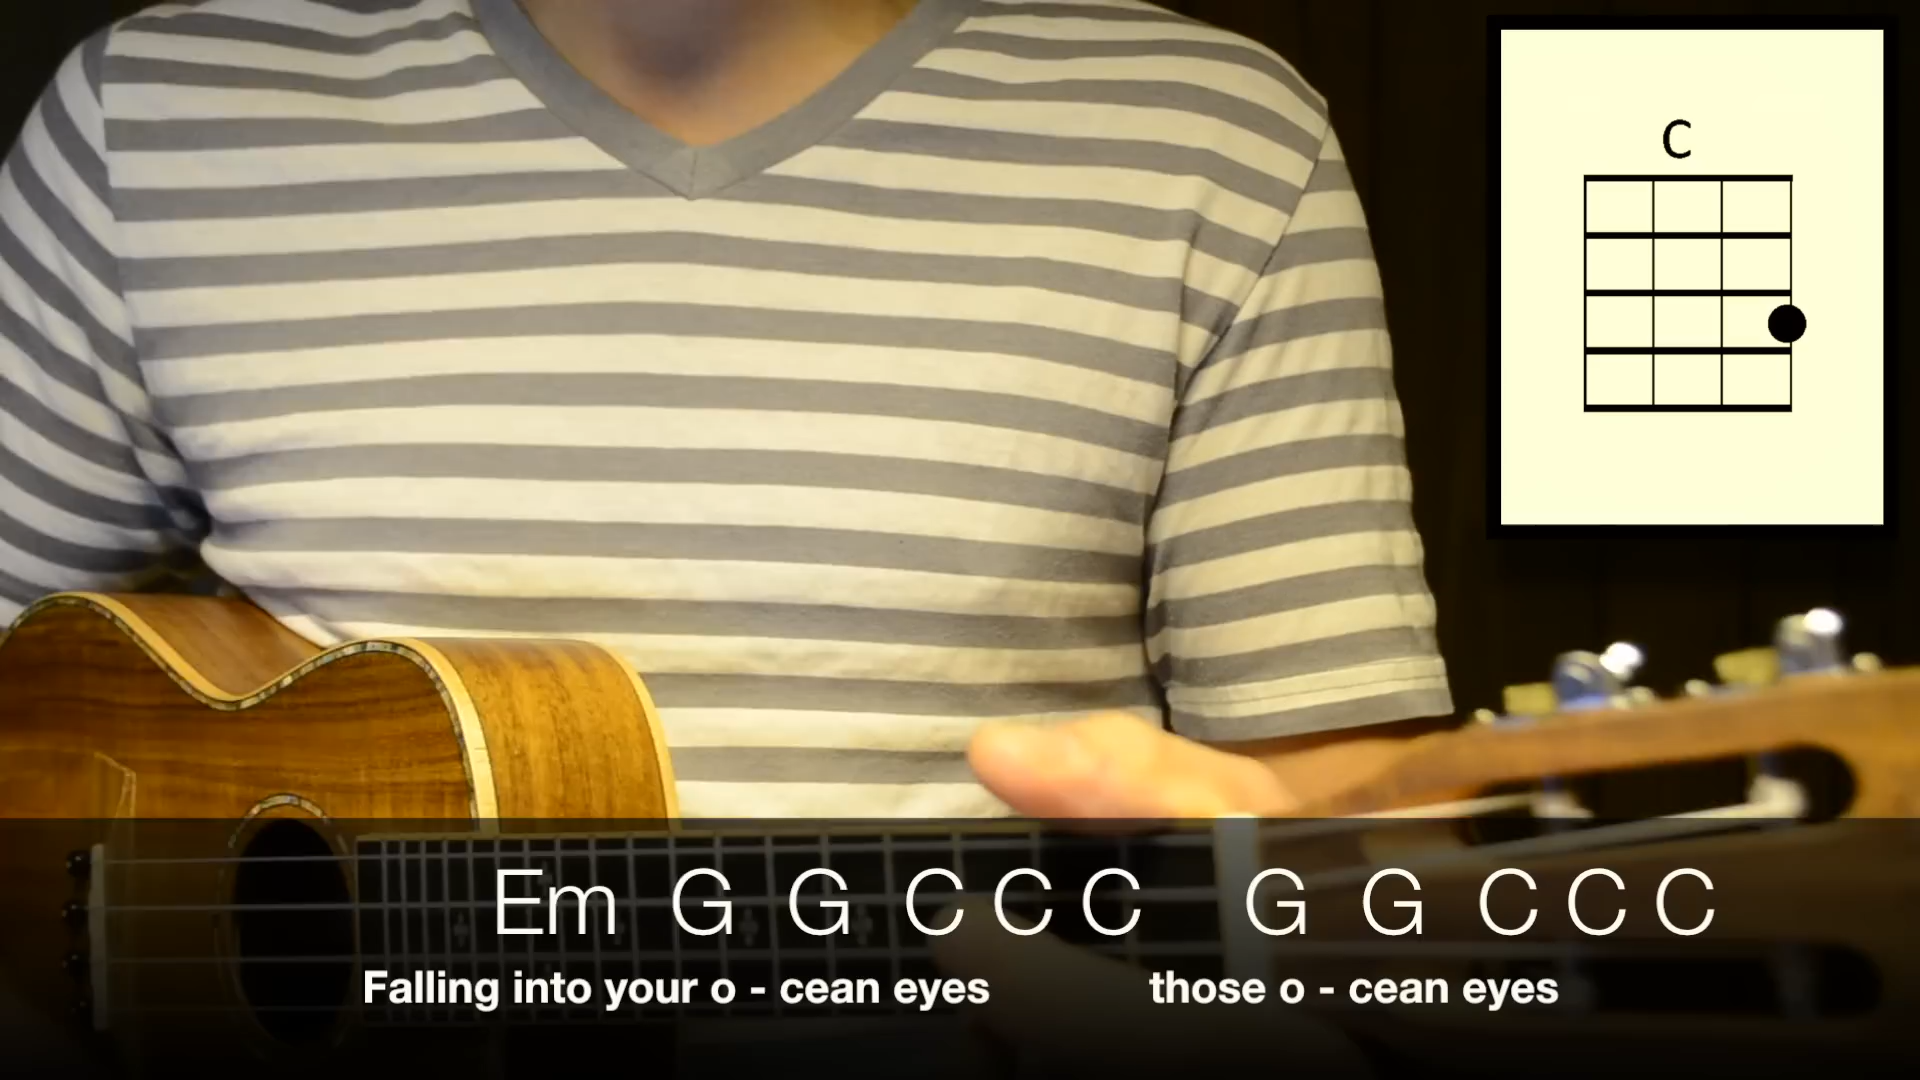 C
Em G G C C C G G C C C
Falling into your o - cean eyes those o - cean eyes